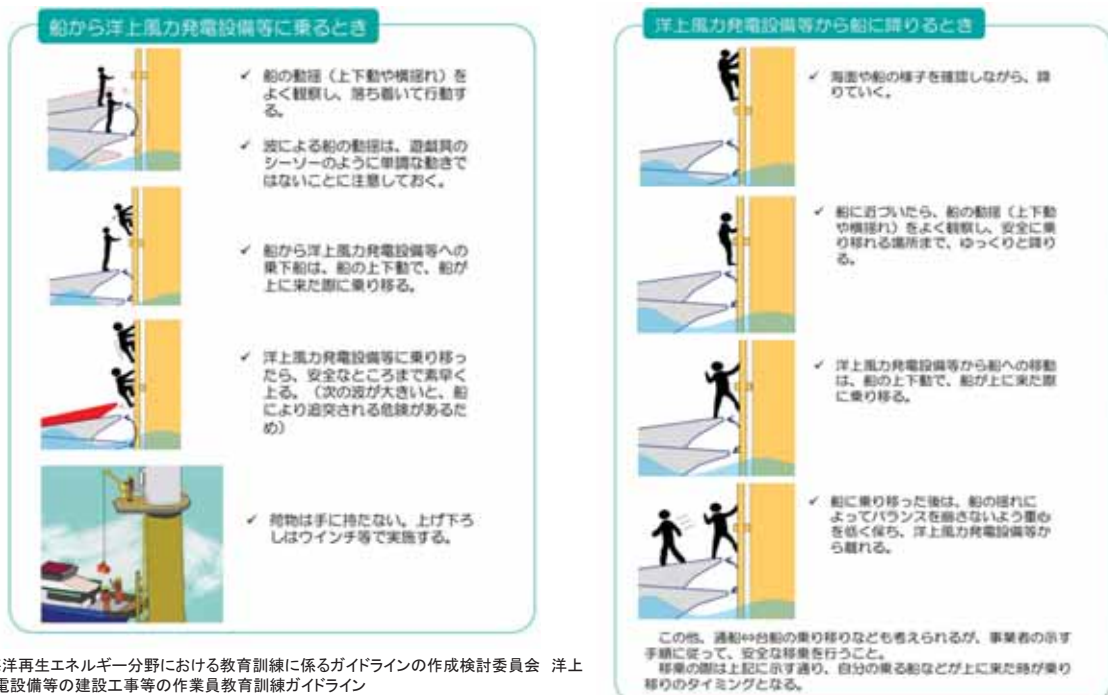 船から洋上風力発電設備等に乗るとき
✓ 船の動揺（上下動や横揺れ）を
よく観察し、落ち着いて行動す
る。
✓ 波による船の動揺は、遊戯具の
シーソーのように単調な動きで
はないことに注意しておく。
✓ 船から洋上風力発電設備等への
乗下船は、船の上下動で、船が
上に来た際に乗り移る。
✓ 洋上風力発電設備等に乗り移っ
たら、安全なところまで素早く
上る。（次の波が大きいと、船
により追突される危険があるた
め）
✓ 荷物は手に持たない。上げ下ろ
しはウインチ等で実施する。
洋上風力発電設備等から船に降りるとき
✓ 海面や船の様子を確認しながら、降
りていく。
✓ 船に近づいたら、船の動揺（上下動
や横揺れ）をよく観察し、安全に乗
り移れる場所まで、ゆっくりと降り
る。
✓ 洋上風力発電設備等から船への移動
は、船の上下動で、船が上に来た際
に乗り移る。
✓ 船に乗り移った後は、船の揺れに
よってバランスを崩さないよう重心
を低く保ち、洋上風力発電設備等か
ら離れる。
この他、通船⇔台船の乗り移りなども考えられるが、事業者の示す
手順に従って、安全な移乗を行うこと。
移乗の際は上記に示す通り、自分の乗る船などが上に来た時が乗り
移りのタイミングとなる。
洋再生エネルギー分野における教育訓練に係るガイドラインの作成検討委員会 洋上
電設備等の建設工事等の作業員教育訓練ガイドライン